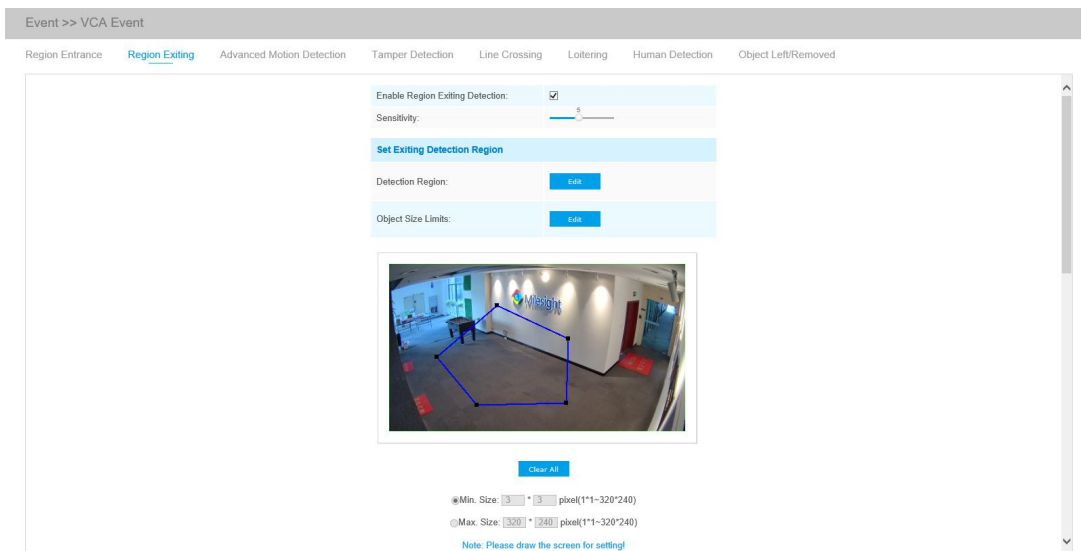 Event >> VCA Event
Region Entrance Region Exiting Advanced Motion Detection Tamper Detection Line Crossing Loitering Human Detection Object Left/Removed
Enable Region Exiting Detection:
Sensitivity: 5
Set Exiting Detection Region
Detection Region: Edit
Object Size Limits: Edit
Milesight
Clear All
Min. Size: 3 * 3 pixel(1*1~320*240)
Max. Size: 320 * 240 pixel(1*1~320*240)
Note: Please draw the screen for setting!